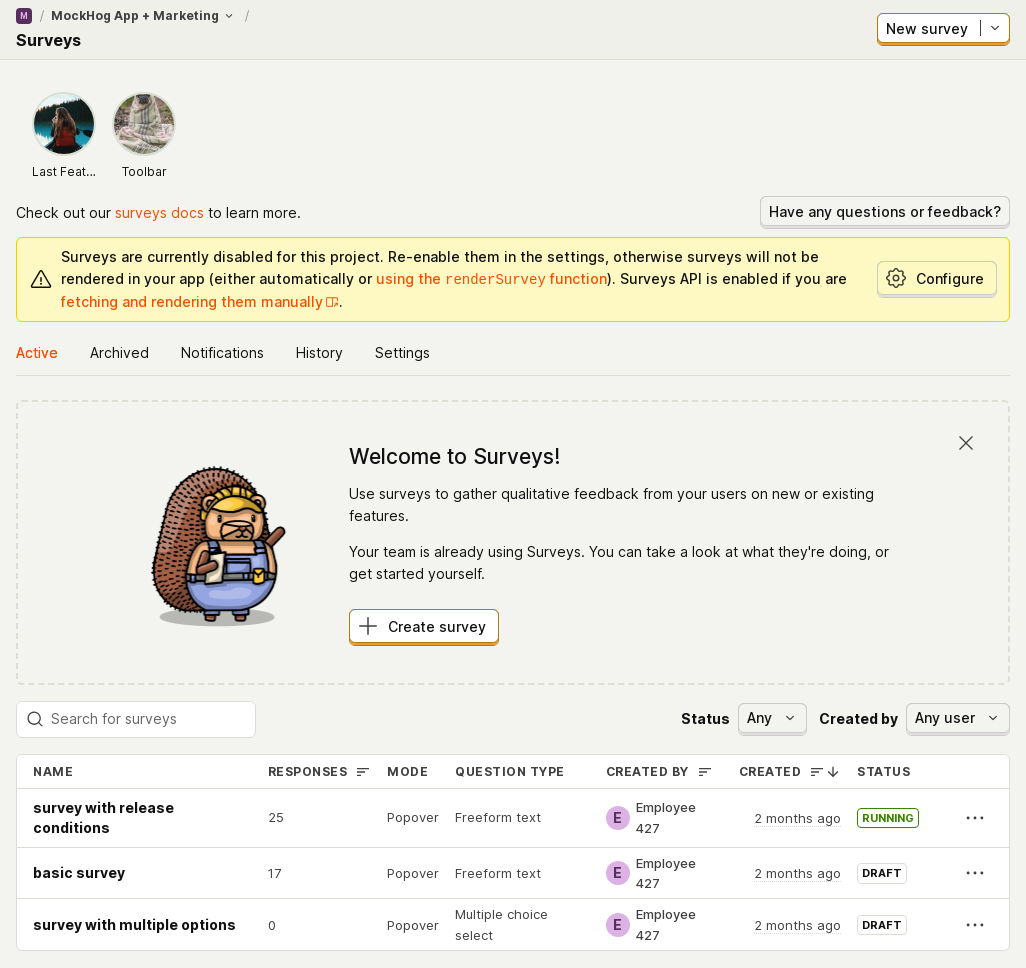 M / MockHog App + Marketing /
Surveys
New survey
Last Feat...
Toolbar
Check out our surveys docs to learn more.
Have any questions or feedback?
Surveys are currently disabled for this project. Re-enable them in the settings, otherwise surveys will not be
rendered in your app (either automatically or using the renderSurvey function). Surveys API is enabled if you are
fetching and rendering them manually.
Configure
Active Archived Notifications History Settings
Welcome to Surveys!
Use surveys to gather qualitative feedback from your users on new or existing
features.
Your team is already using Surveys. You can take a look at what they're doing, or
get started yourself.
Create survey
Search for surveys
Status Any Created by Any user
NAME RESPONSES MODE QUESTION TYPE CREATED BY CREATED STATUS
survey with release
conditions
25 Popover Freeform text E Employee
427
2 months ago RUNNING
basic survey 17 Popover Freeform text E Employee
427
2 months ago DRAFT
survey with multiple options 0 Popover Multiple choice
select
E Employee
427
2 months ago DRAFT